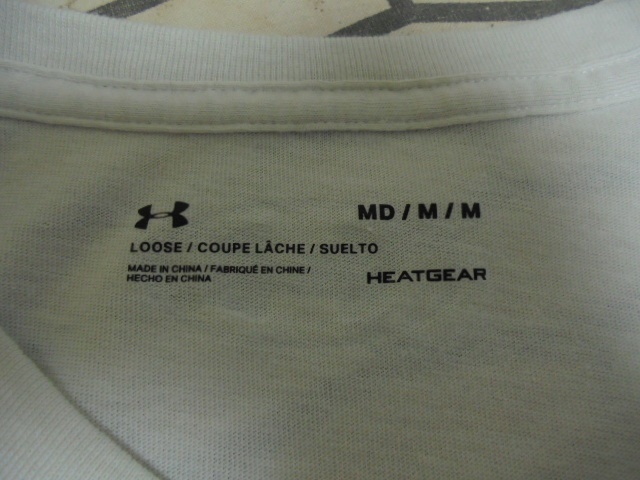 MD / M / M
LOOSE / COUPE LÂCHE / SUELTO
MADE IN CHINA / FABRIQUÉ EN CHINE /
HECHO EN CHINA
HEATGEAR